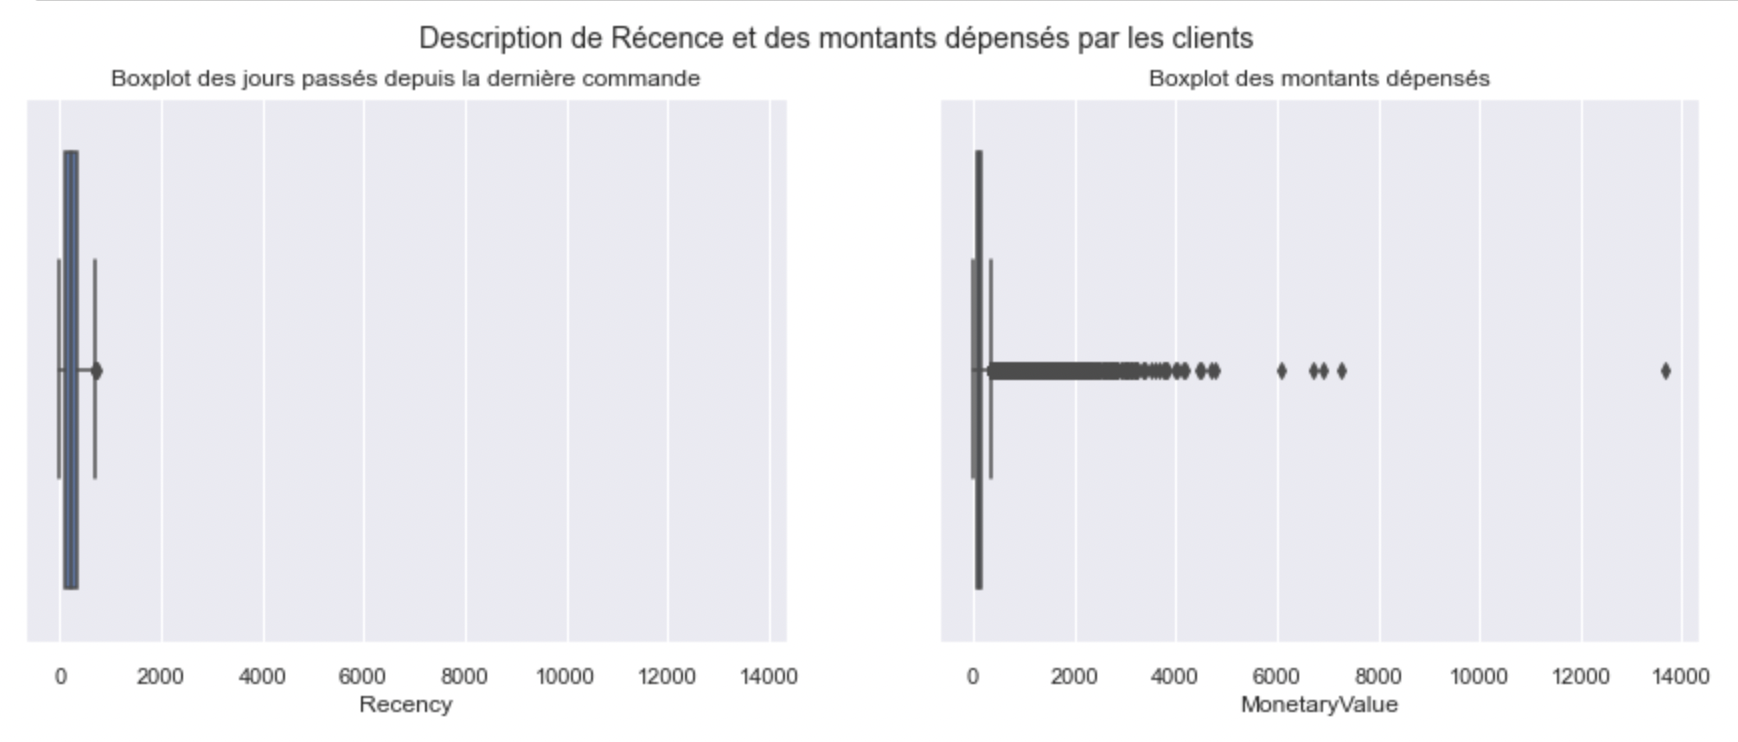 Description de Récence et des montants dépensés par les clients
Boxplot des jours passés depuis la dernière commande
Boxplot des montants dépensés
0 2000 4000 6000 8000 10000 12000 14000
Recency
0 2000 4000 6000 8000 10000 12000 14000
MonetaryValue